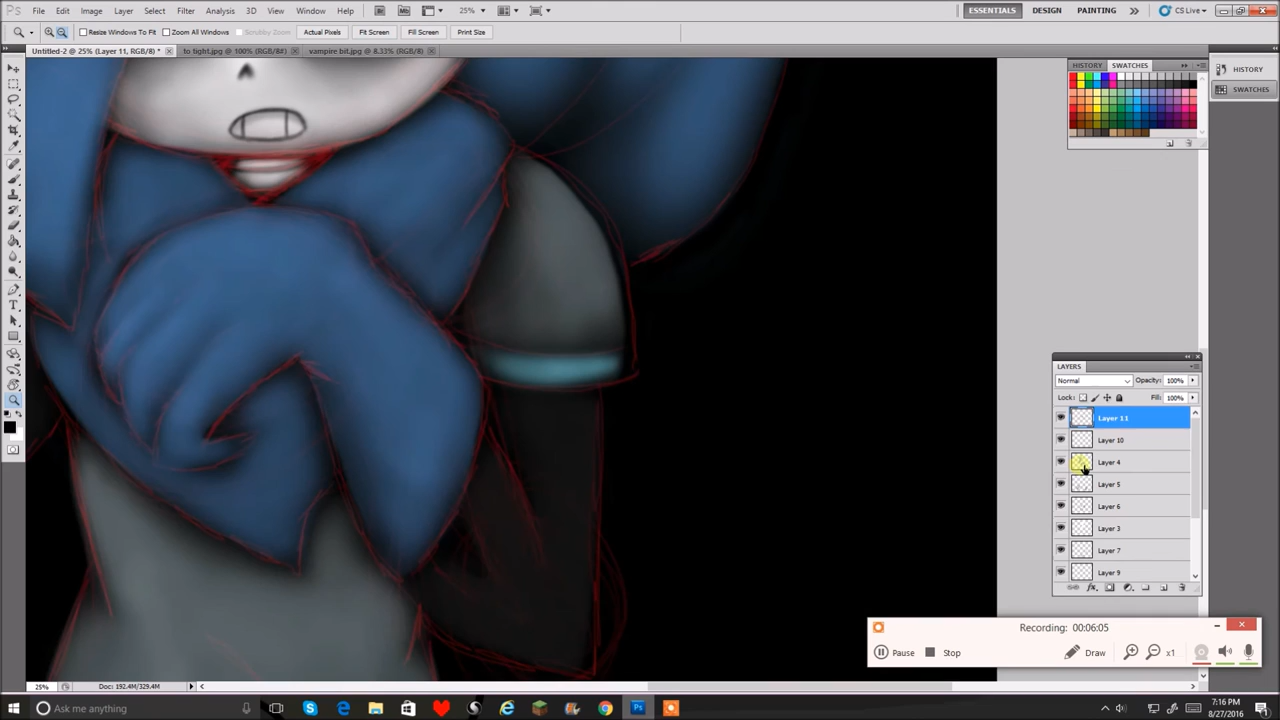 PS File Edit Image Layer Select Filter Analysis 3D View Window Help Br Mb 25% ESSENTIALS DESIGN PAINTING CS Live
Resize Windows To Fit Zoom All Windows Scrubby Zoom Actual Pixels Fit Screen Fill Screen Print Size
Untitled-2 @ 25% (Layer 11, RGB/8) * to tight.jpg @ 100% (RGB/8#) vampire bit.jpg @ 8.33% (RGB/8)
HISTORY SWATCHES
HISTORY
SWATCHES
LAYERS
Normal Opacity: 100%
Lock: Fill: 100%
Layer 11
Layer 10
Layer 4
Layer 5
Layer 6
Layer 3
Layer 7
Layer 9
Recording: 00:06:05
Pause Stop Draw x1
25% Doc: 192.4M/329.4M
Ask me anything
7:16 PM
8/27/2016